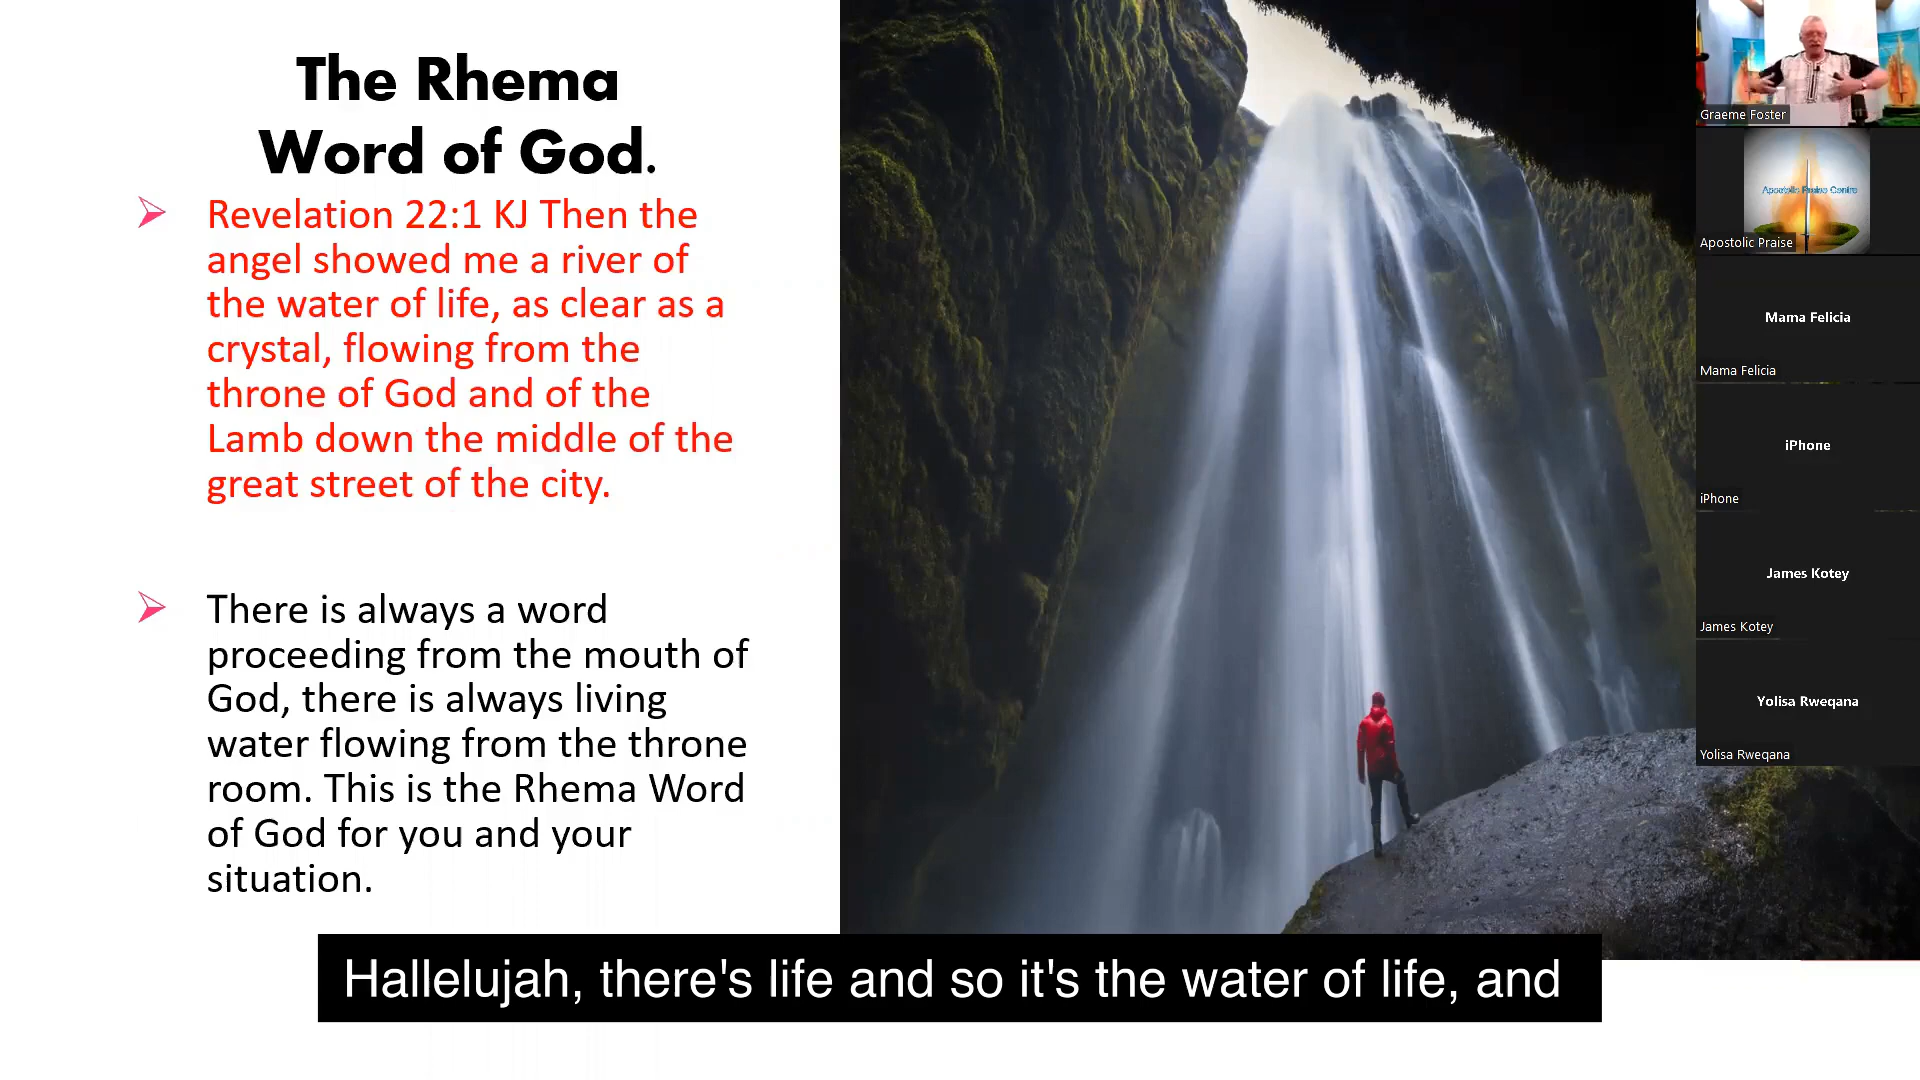 The Rhema
Word of God.
Revelation 22:1 KJ Then the
angel showed me a river of
the water of life, as clear as a
crystal, flowing from the
throne of God and of the
Lamb down the middle of the
great street of the city.
There is always a word
proceeding from the mouth of
God, there is always living
water flowing from the throne
room. This is the Rhema Word
of God for you and your
situation.
Hallelujah, there's life and so it's the water of life, and
Graeme Foster
Apostolic Praise Centre
Apostolic Praise
Mama Felicia
Mama Felicia
iPhone
iPhone
James Kotey
James Kotey
Yolisa Rweqana
Yolisa Rweqana